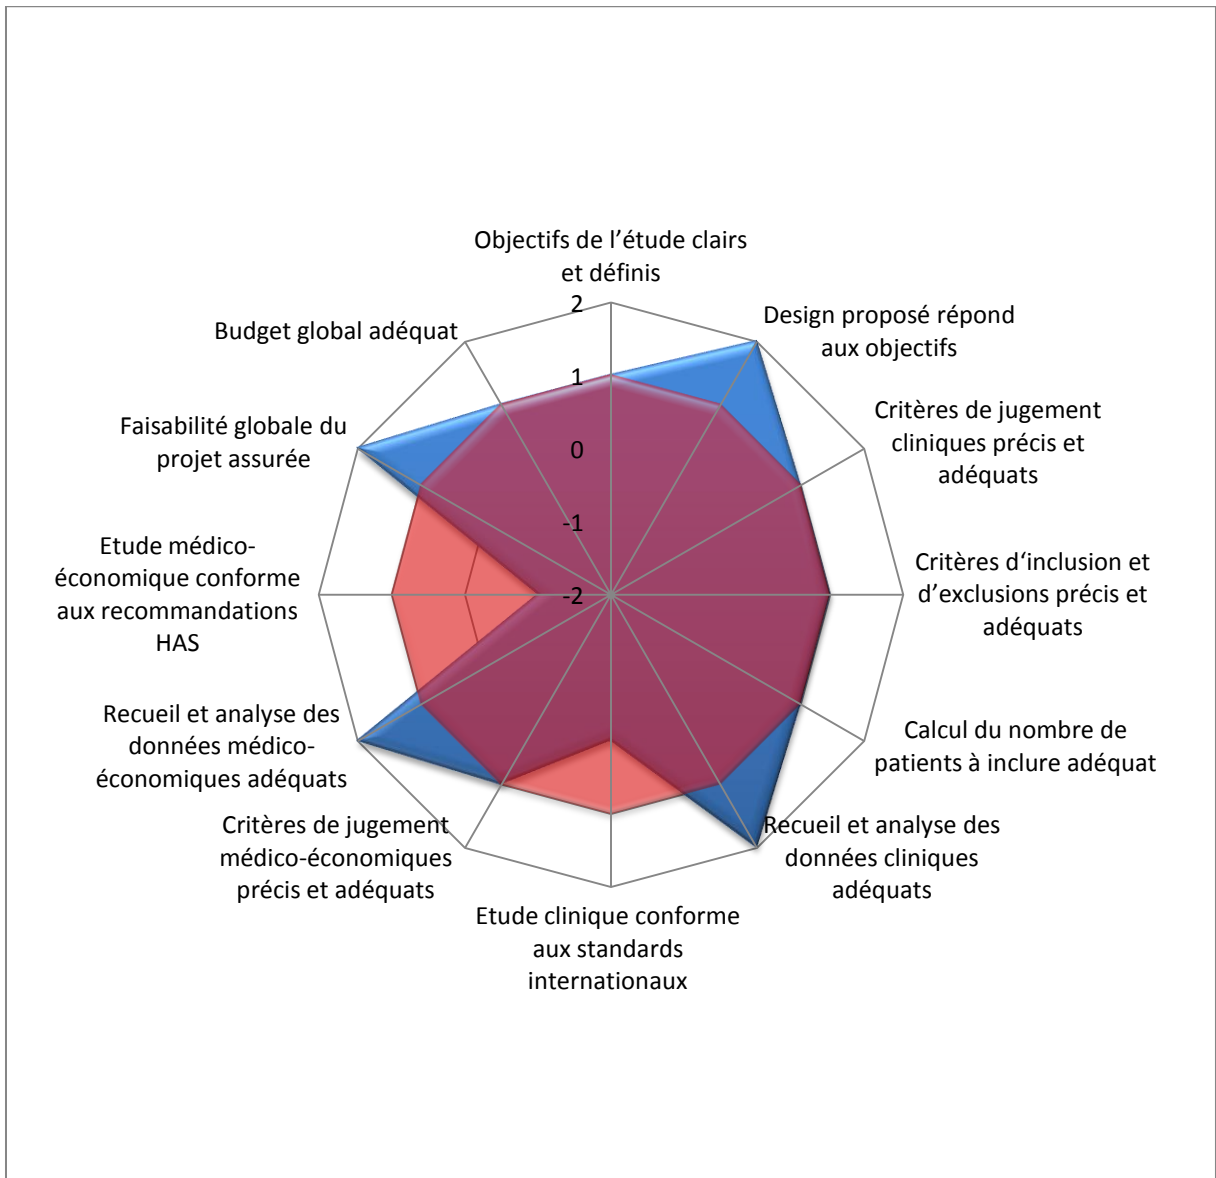 Objectifs de l’étude clairs
et définis
Design proposé répond
aux objectifs
Critères de jugement
cliniques précis et
adéquats
Critères d‘inclusion et
d’exclusions précis et
adéquats
Calcul du nombre de
patients à inclure adéquat
Recueil et analyse des
données cliniques
adéquats
Etude clinique conforme
aux standards
internationaux
Critères de jugement
médico-économiques
précis et adéquats
Recueil et analyse des
données médico-
économiques adéquats
Etude médico-
économique conforme
aux recommandations
HAS
Faisabilité globale du
projet assurée
Budget global adéquat
2
1
0
-1
-2